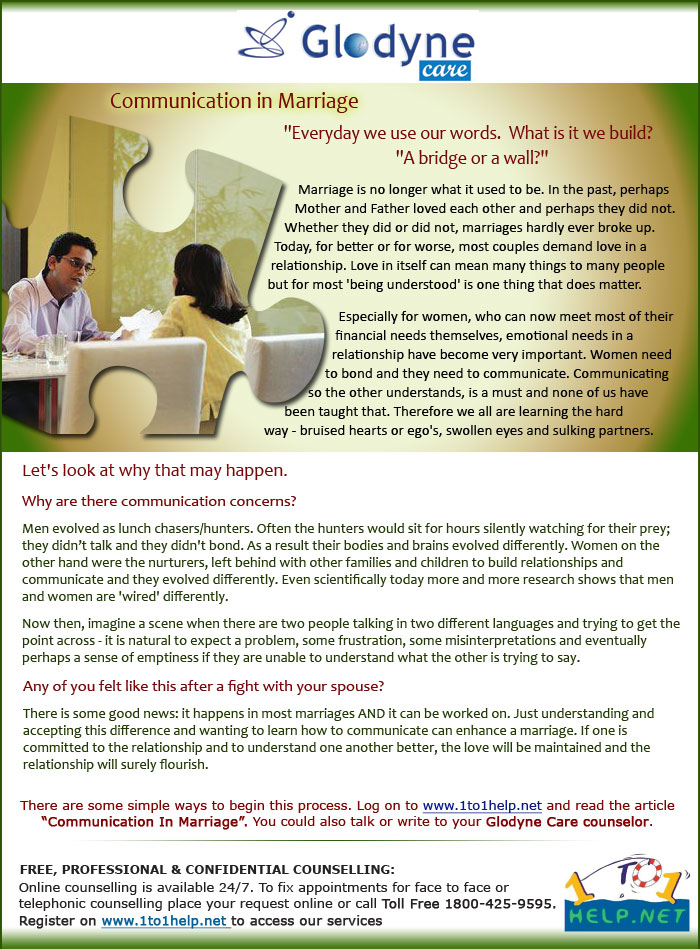 Glodyne
care
Communication in Marriage
"Everyday we use our words.  What is it we build?
"A bridge or a wall?"
Marriage is no longer what it used to be. In the past, perhaps
Mother and Father loved each other and perhaps they did not.
Whether they did or did not, marriages hardly ever broke up.
Today, for better or for worse, most couples demand love in a
relationship. Love in itself can mean many things to many people
but for most 'being understood' is one thing that does matter.
Especially for women, who can now meet most of their
financial needs themselves, emotional needs in a
relationship have become very important. Women need
to bond and they need to communicate. Communicating
so the other understands, is a must and none of us have
been taught that. Therefore we all are learning the hard
way - bruised hearts or ego's, swollen eyes and sulking partners.
Let's look at why that may happen.
Why are there communication concerns?
Men evolved as lunch chasers/hunters. Often the hunters would sit for hours silently watching for their prey;
they didn't talk and they didn't bond. As a result their bodies and brains evolved differently. Women on the
other hand were the nurturers, left behind with other families and children to build relationships and
communicate and they evolved differently. Even scientifically today more and more research shows that men
and women are 'wired' differently.
Now then, imagine a scene when there are two people talking in two different languages and trying to get the
point across - it is natural to expect a problem, some frustration, some misinterpretations and eventually
perhaps a sense of emptiness if they are unable to understand what the other is trying to say.
Any of you felt like this after a fight with your spouse?
There is some good news: it happens in most marriages AND it can be worked on. Just understanding and
accepting this difference and wanting to learn how to communicate can enhance a marriage. If one is
committed to the relationship and to understand one another better, the love will be maintained and the
relationship will surely flourish.
There are some simple ways to begin this process. Log on to www.1to1help.net and read the article
“Communication In Marriage”. You could also talk or write to your Glodyne Care counselor.
FREE, PROFESSIONAL & CONFIDENTIAL COUNSELLING:
Online counselling is available 24/7. To fix appointments for face to face or
telephonic counselling place your request online or call Toll Free 1800-425-9595.
Register on www.1to1help.net to access our services
1 TO 1
HELP.NET